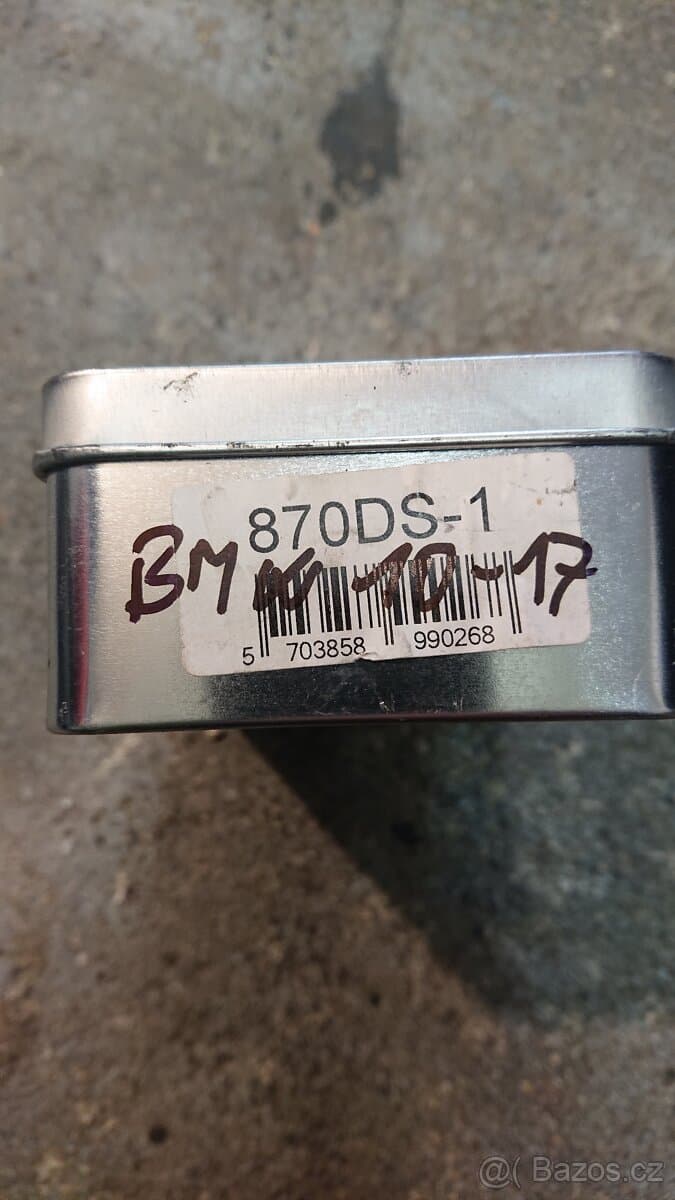 870DS-1
BMW -10-17
5 703858 990268
@( Bazos.cz